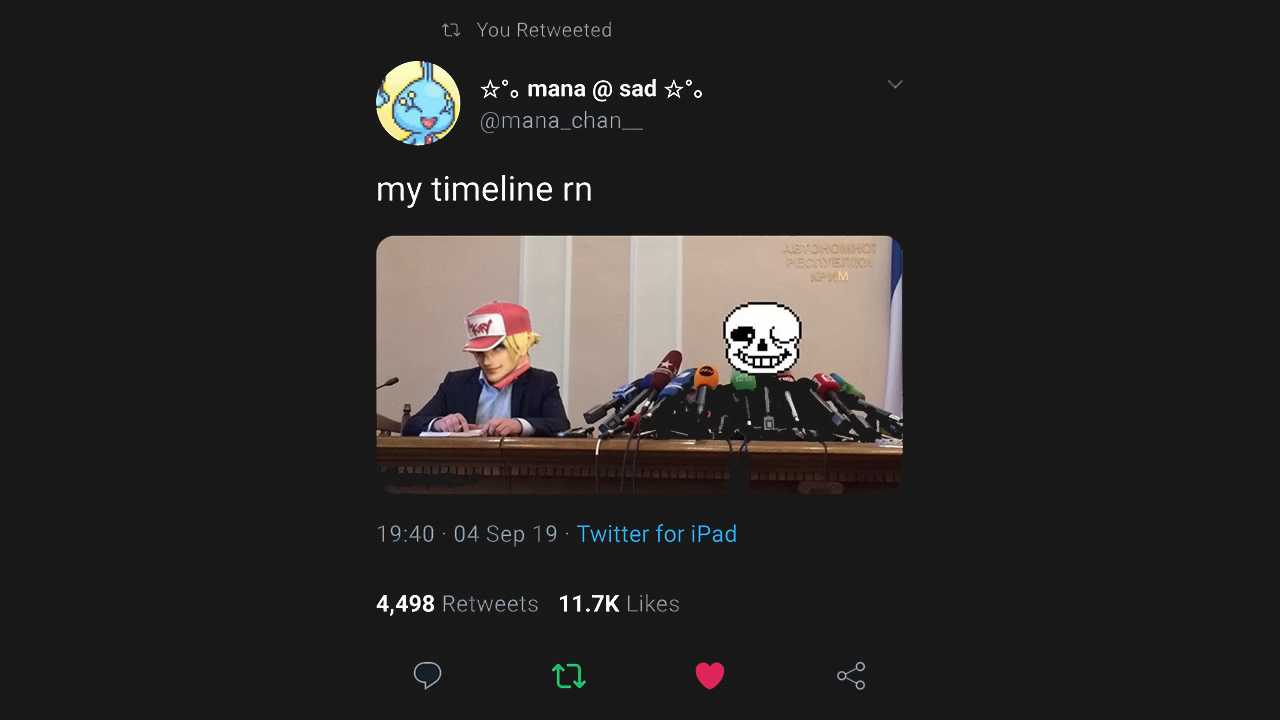 You Retweeted
☆°。 mana @ sad ☆°。
@mana_chan__
my timeline rn
АВТОНОМНОЇ
РЕСПУБЛІКИ
КРИМ
19:40 · 04 Sep 19 · Twitter for iPad
4,498 Retweets 11.7K Likes